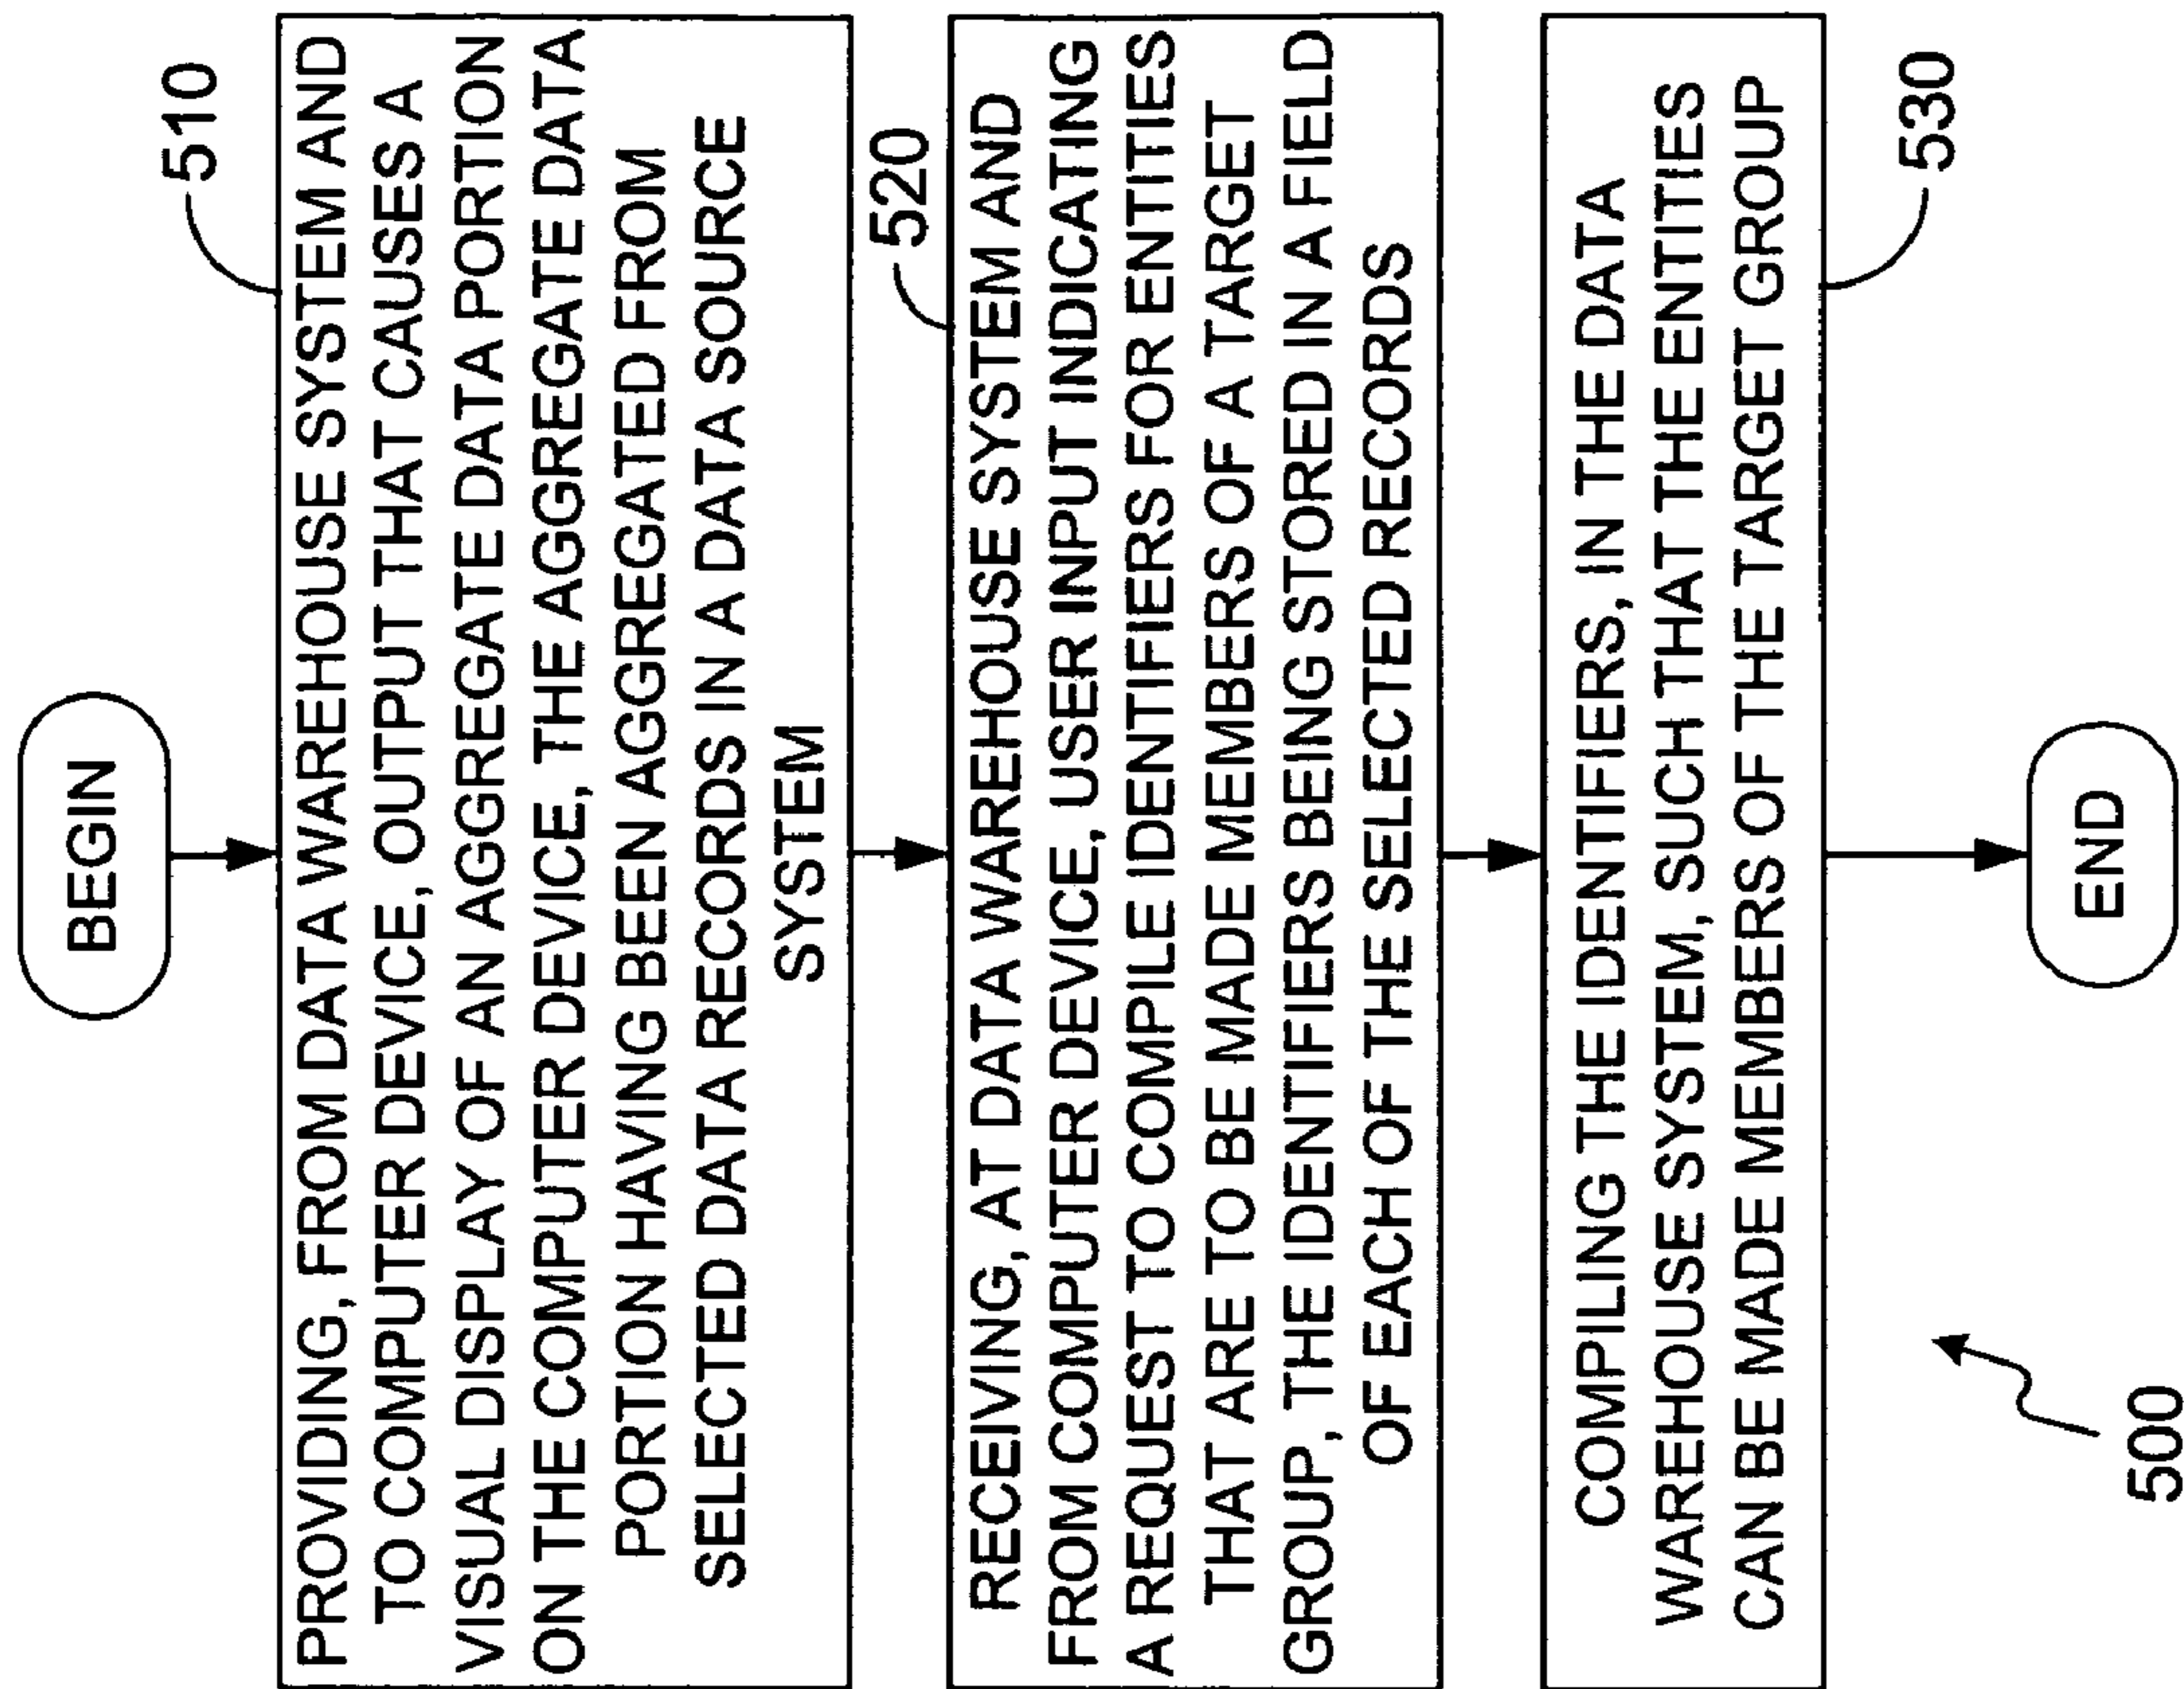 BEGIN
510
PROVIDING, FROM DATA WAREHOUSE SYSTEM AND
TO COMPUTER DEVICE, OUTPUT THAT CAUSES A
VISUAL DISPLAY OF AN AGGREGATE DATA PORTION
ON THE COMPUTER DEVICE, THE AGGREGATE DATA
PORTION HAVING BEEN AGGREGATED FROM
SELECTED DATA RECORDS IN A DATA SOURCE
SYSTEM
520
RECEIVING, AT DATA WAREHOUSE SYSTEM AND
FROM COMPUTER DEVICE, USER INPUT INDICATING
A REQUEST TO COMPILE IDENTIFIERS FOR ENTITIES
THAT ARE TO BE MADE MEMBERS OF A TARGET
GROUP, THE IDENTIFIERS BEING STORED IN A FIELD
OF EACH OF THE SELECTED RECORDS
COMPILING THE IDENTIFIERS, IN THE DATA
WAREHOUSE SYSTEM, SUCH THAT THE ENTITIES
CAN BE MADE MEMBERS OF THE TARGET GROUP
530
END
500